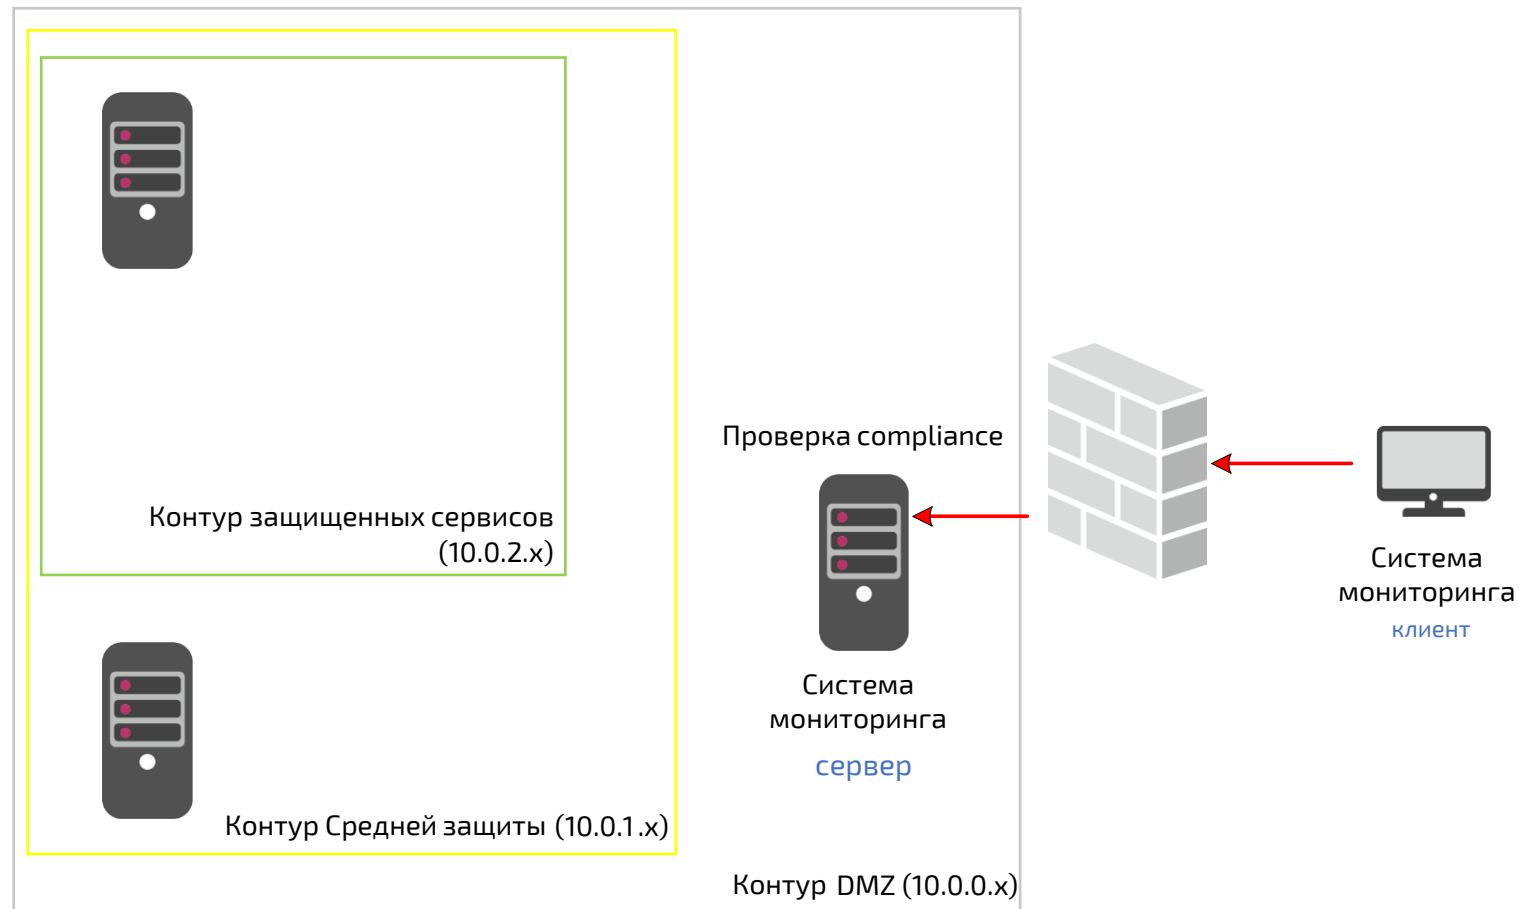 Проверка compliance
Контур защищенных сервисов
(10.0.2.x)
Система
мониторинга
клиент
Система
мониторинга
сервер
Контур Средней защиты (10.0.1.x)
Контур DMZ (10.0.0.x)